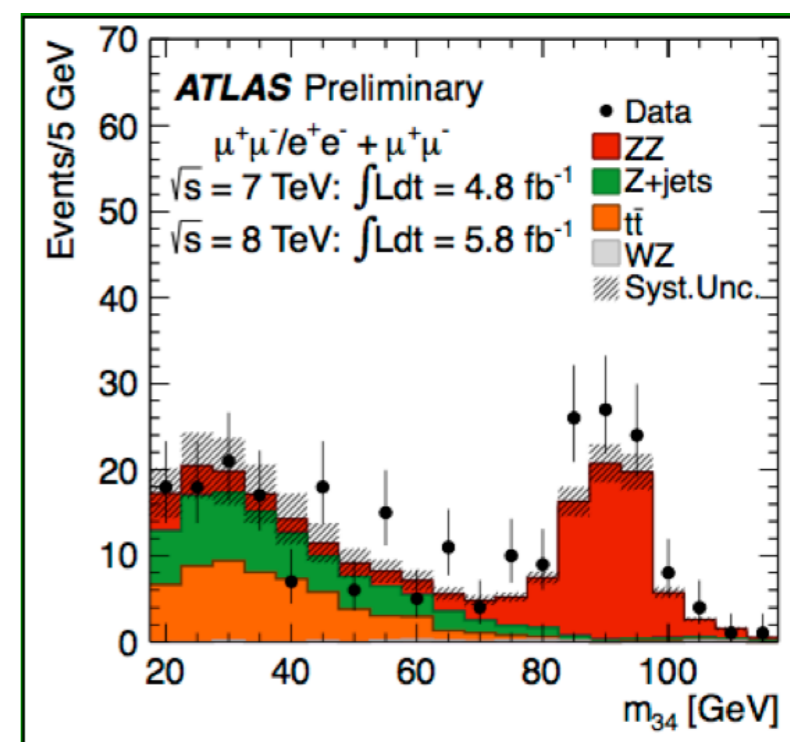 Events/5 GeV
70
60
50
40
30
20
10
0
ATLAS Preliminary
μ⁺μ⁻/e⁺e⁻ + μ⁺μ⁻
√s = 7 TeV: ∫Ldt = 4.8 fb⁻¹
√s = 8 TeV: ∫Ldt = 5.8 fb⁻¹
Data
ZZ
Z+jets
tt̄
WZ
Syst.Unc.
20 40 60 80 100
m₃₄ [GeV]